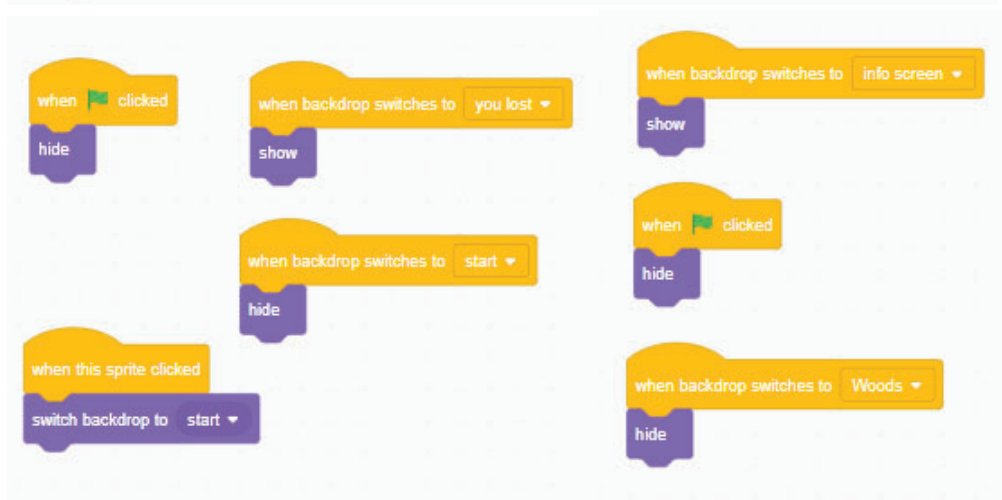 when clicked
hide
when backdrop switches to you lost
show
when backdrop switches to start
hide
when this sprite clicked
switch backdrop to start
when backdrop switches to info screen
show
when clicked
hide
when backdrop switches to Woods
hide